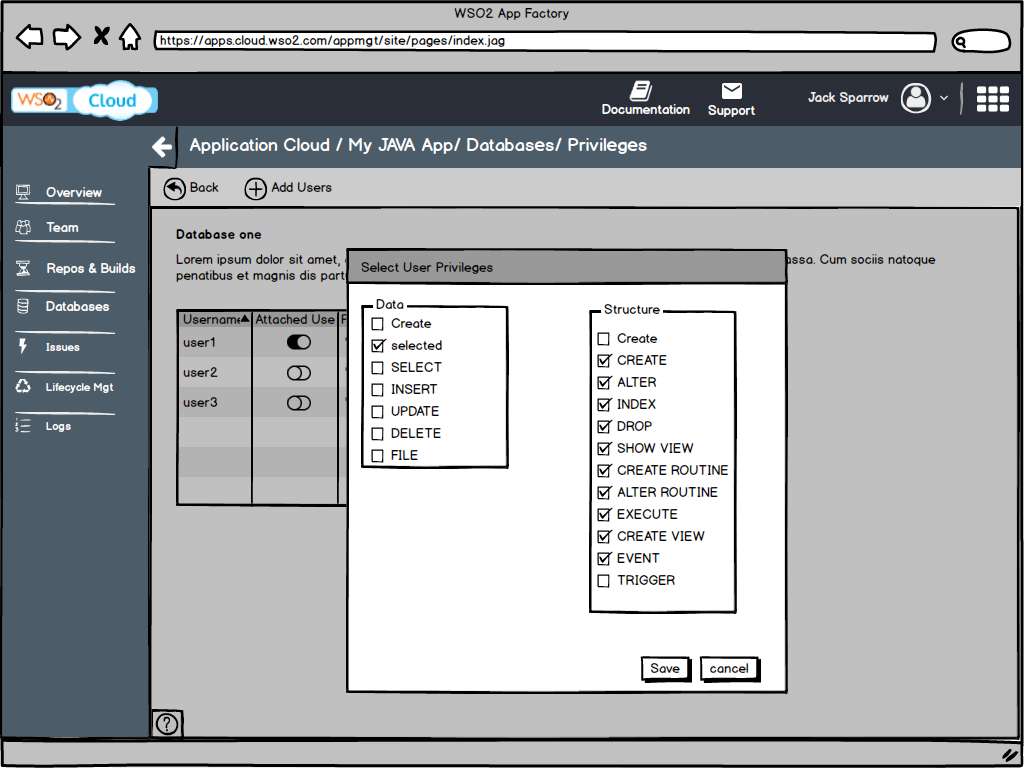 WSO2 App Factory
https://apps.cloud.wso2.com/appmgt/site/pages/index.jag
WSO2 Cloud
Documentation
Support
Jack Sparrow
Application Cloud / My JAVA App/ Databases/ Privileges
Back
Add Users
Overview
Team
Repos & Builds
Databases
Issues
Lifecycle Mgt
Logs
Database one
Lorem ipsum dolor sit amet,
assa. Cum sociis natoque
penatibus et magnis dis part
Username
Attached Use
user1
user2
user3
Select User Privileges
Data
Create
selected
SELECT
INSERT
UPDATE
DELETE
FILE
Structure
Create
CREATE
ALTER
INDEX
DROP
SHOW VIEW
CREATE ROUTINE
ALTER ROUTINE
EXECUTE
CREATE VIEW
EVENT
TRIGGER
Save
cancel
?